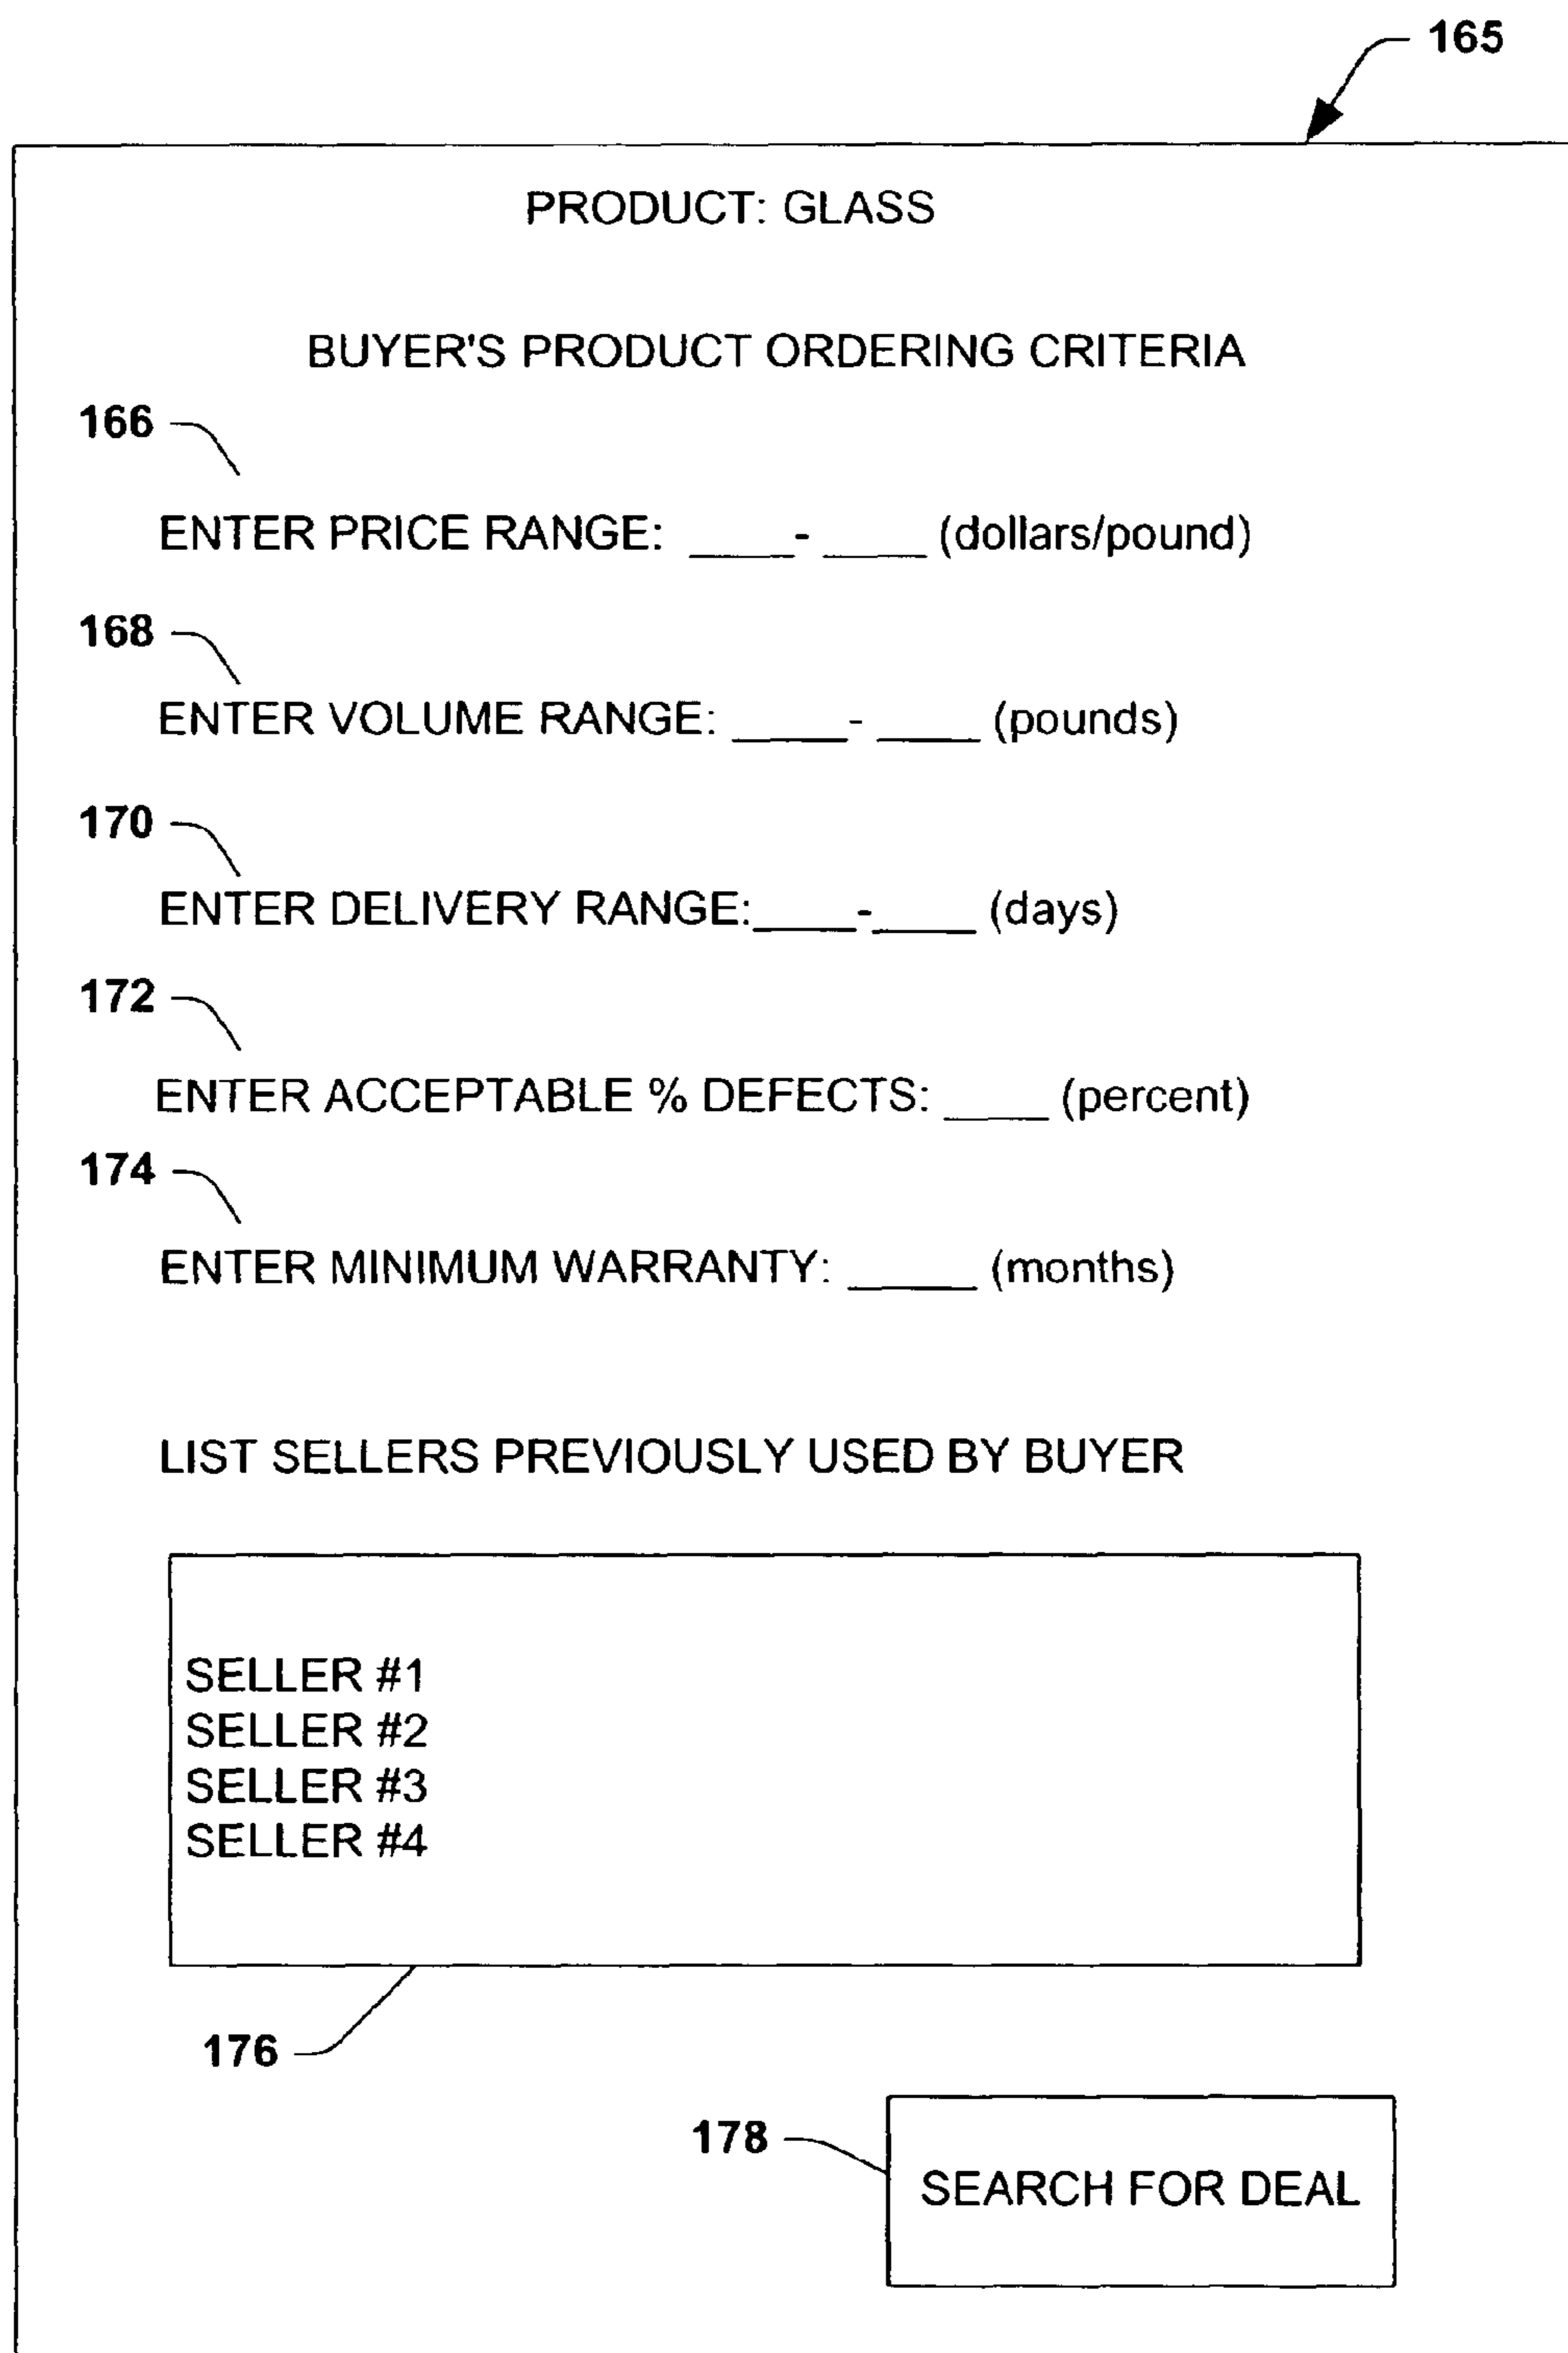 165
PRODUCT: GLASS
BUYER'S PRODUCT ORDERING CRITERIA
166
ENTER PRICE RANGE: ____- ____ (dollars/pound)
168
ENTER VOLUME RANGE: ____- ____ (pounds)
170
ENTER DELIVERY RANGE:____-____ (days)
172
ENTER ACCEPTABLE % DEFECTS: ____ (percent)
174
ENTER MINIMUM WARRANTY: _____ (months)
LIST SELLERS PREVIOUSLY USED BY BUYER
SELLER #1
SELLER #2
SELLER #3
SELLER #4
176
178
SEARCH FOR DEAL